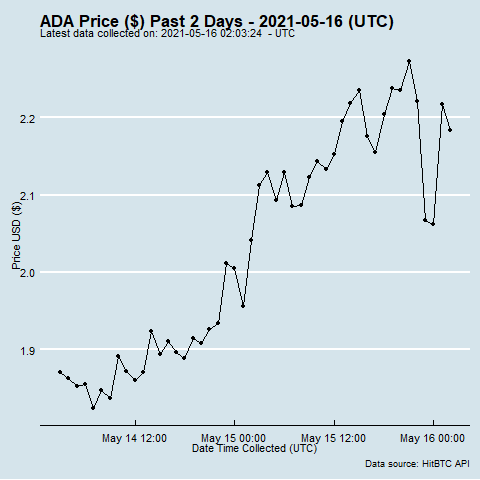 ADA Price ($) Past 2 Days - 2021-05-16 (UTC)
Latest data collected on: 2021-05-16 02:03:24  - UTC
Price USD ($)
2.2
2.1
2.0
1.9
May 14 12:00 May 15 00:00 May 15 12:00 May 16 00:00
Date Time Collected (UTC)
Data source: HitBTC API